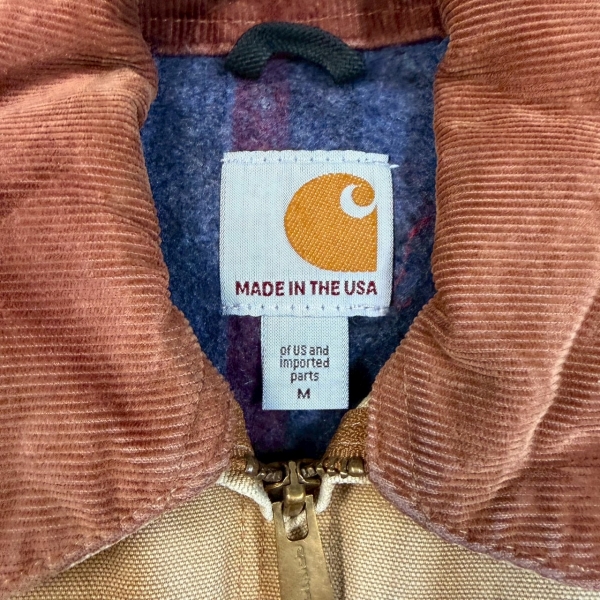 MADE IN THE USA
of US and
imported
parts
M